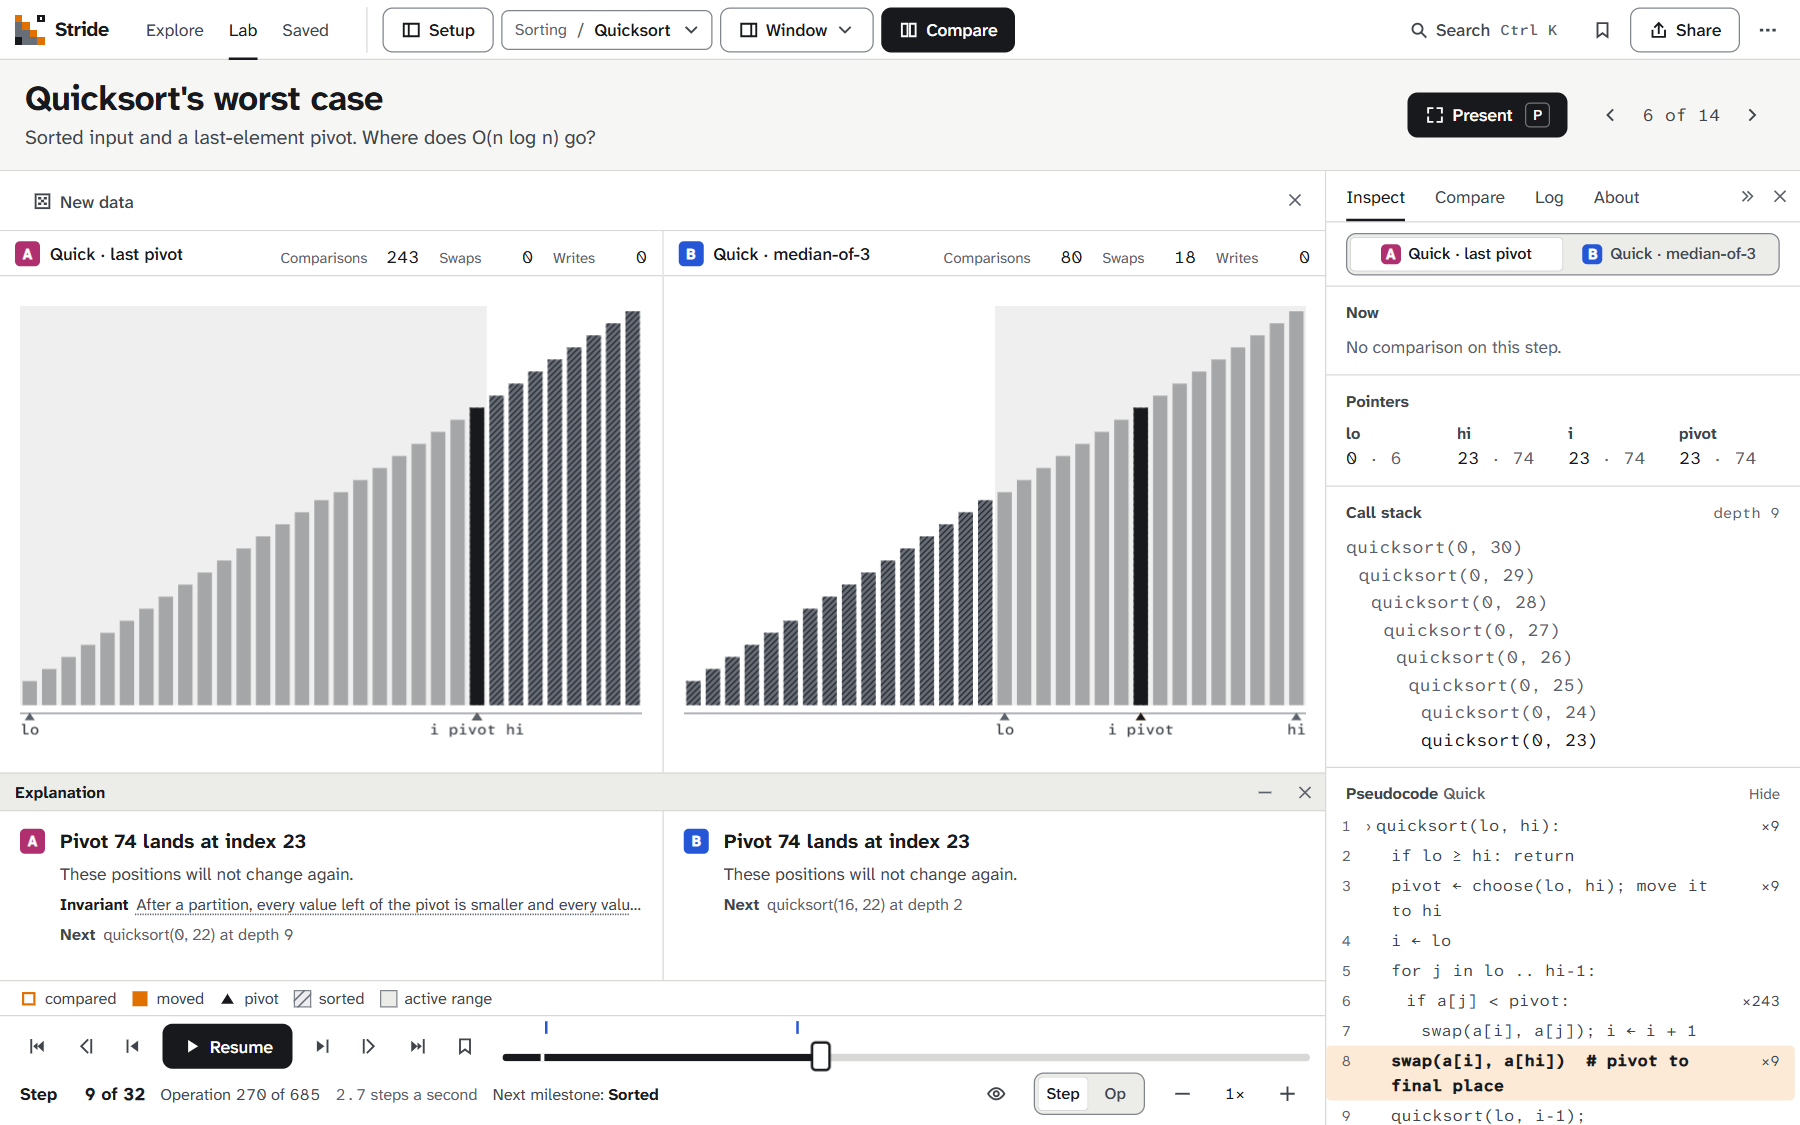 Stride
Explore
Lab
Saved
Setup
Sorting / Quicksort
Window
Compare
Search Ctrl K
Share
Quicksort's worst case
Sorted input and a last-element pivot. Where does O(n log n) go?
Present P
6 of 14
New data
A Quick · last pivot Comparisons 243 Swaps 0 Writes 0
B Quick · median-of-3 Comparisons 80 Swaps 18 Writes 0
lo i pivot hi
lo i pivot hi
Explanation
A Pivot 74 lands at index 23
These positions will not change again.
Invariant After a partition, every value left of the pivot is smaller and every valu...
Next quicksort(0, 22) at depth 9
B Pivot 74 lands at index 23
These positions will not change again.
Next quicksort(16, 22) at depth 2
compared moved pivot sorted active range
Resume
Step 9 of 32 Operation 270 of 685 2.7 steps a second Next milestone: Sorted
Step Op
1×
Inspect Compare Log About
A Quick · last pivot B Quick · median-of-3
Now
No comparison on this step.
Pointers
lo hi i pivot
0 · 6 23 · 74 23 · 74 23 · 74
Call stack depth 9
quicksort(0, 30)
quicksort(0, 29)
quicksort(0, 28)
quicksort(0, 27)
quicksort(0, 26)
quicksort(0, 25)
quicksort(0, 24)
quicksort(0, 23)
Pseudocode Quick Hide
1 › quicksort(lo, hi): ×9
2 if lo ≥ hi: return
3 pivot ← choose(lo, hi); move it ×9
to hi
4 i ← lo
5 for j in lo .. hi-1:
6 if a[j] < pivot: ×243
7 swap(a[i], a[j]); i ← i + 1
8 swap(a[i], a[hi]) # pivot to ×9
final place
9 quicksort(lo, i-1);